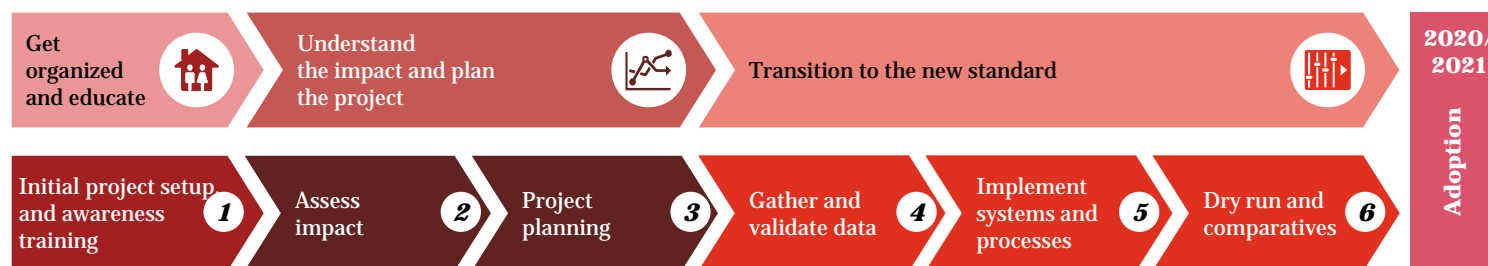 Get
organized
and educate
Understand
the impact and plan
the project
Transition to the new standard
2020/
2021
Adoption
Initial project setup
and awareness
training
1
Assess
impact
2
Project
planning
3
Gather and
validate data
4
Implement
systems and
processes
5
Dry run and
comparatives
6